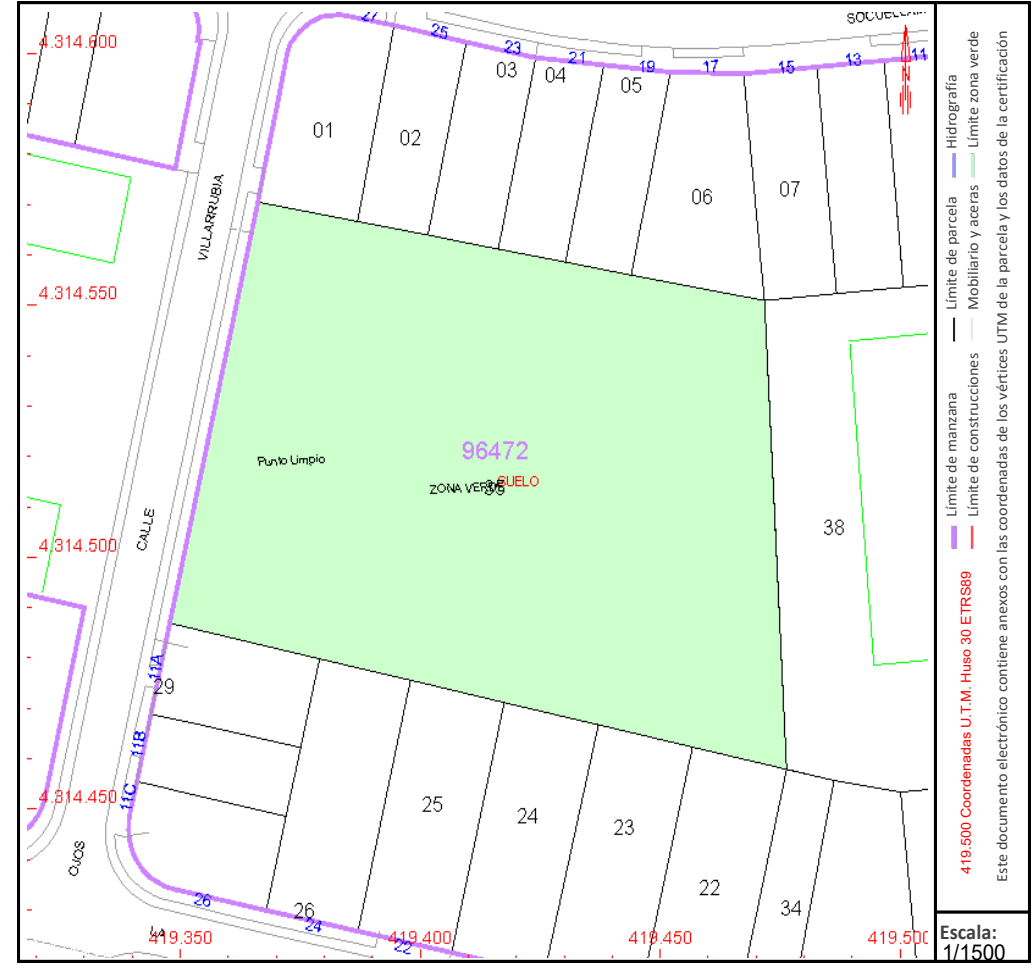 27
25
23
21
19
17
15
13
11
4.314.600
03
04
05
01
02
06
07
N
VILLARRUBIA
4.314.550
96472
Punto Limpio
ZONA VERDE
SUELO
38
CALLE
4.314.500
11A
29
11B
11C
4.314.450
25
24
23
22
34
OJOS
26
26
24
22
LA
419.350
419.400
419.450
419.500
Hidrografía
Límite zona verde
Límite de parcela
Mobiliario y aceras
Límite de manzana
Límite de construcciones
419.500 Coordenadas U.T.M. Huso 30 ETRS89
Este documento electrónico contiene anexos con las coordenadas de los vértices UTM de la parcela y los datos de la certificación
Escala:
1/1500